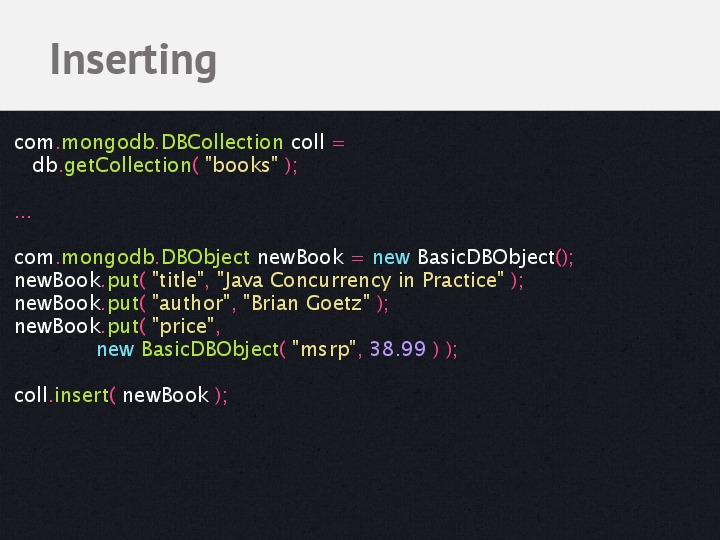 Inserting
com.mongodb.DBCollection coll =
db.getCollection( "books" );
...
com.mongodb.DBObject newBook = new BasicDBObject();
newBook.put( "title", "Java Concurrency in Practice" );
newBook.put( "author", "Brian Goetz" );
newBook.put( "price",
new BasicDBObject( "msrp", 38.99 ) );
coll.insert( newBook );